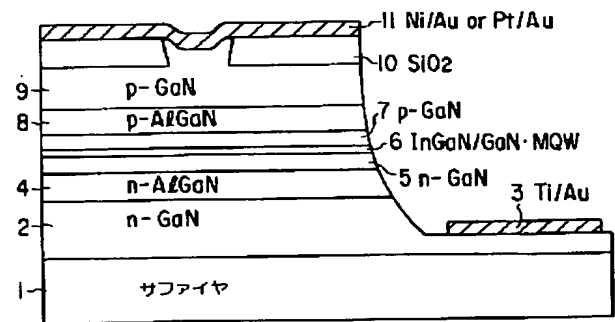 11 Ni/Au or Pt/Au
10 SiO2
9 p-GaN
7 p-GaN
8 p-AlGaN
6 InGaN/GaN・MQW
5 n-GaN
4 n-AlGaN
3 Ti/Au
2 n-GaN
1 サファイヤ